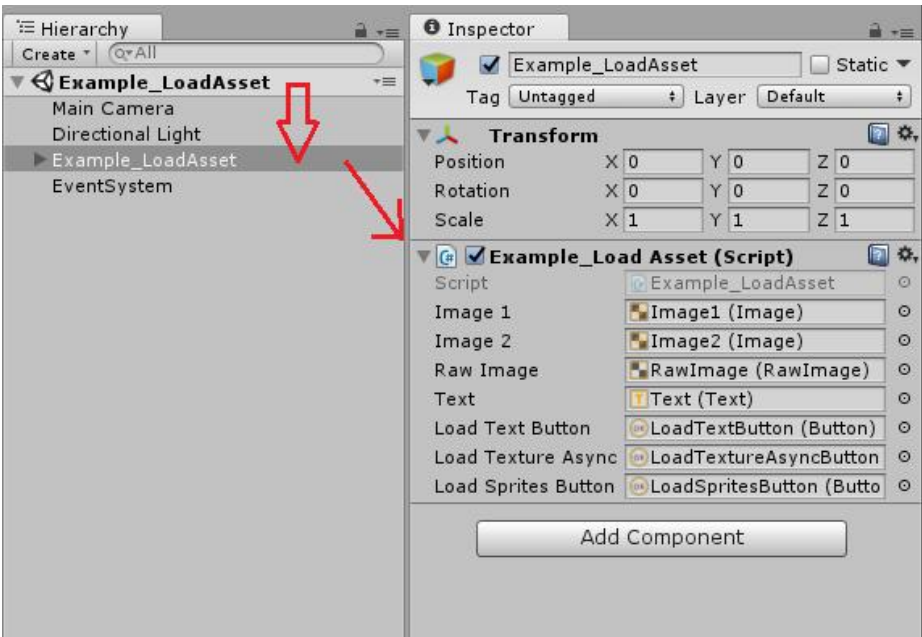 Hierarchy
Create
All
Example_LoadAsset
Main Camera
Directional Light
Example_LoadAsset
EventSystem
Inspector
Example_LoadAsset Static
Tag Untagged Layer Default
Transform
Position X 0 Y 0 Z 0
Rotation X 0 Y 0 Z 0
Scale X 1 Y 1 Z 1
Example_Load Asset (Script)
Script Example_LoadAsset
Image 1 Image1 (Image)
Image 2 Image2 (Image)
Raw Image RawImage (RawImage)
Text Text (Text)
Load Text Button LoadTextButton (Button)
Load Texture Async LoadTextureAsyncButton
Load Sprites Button LoadSpritesButton (Butto
Add Component